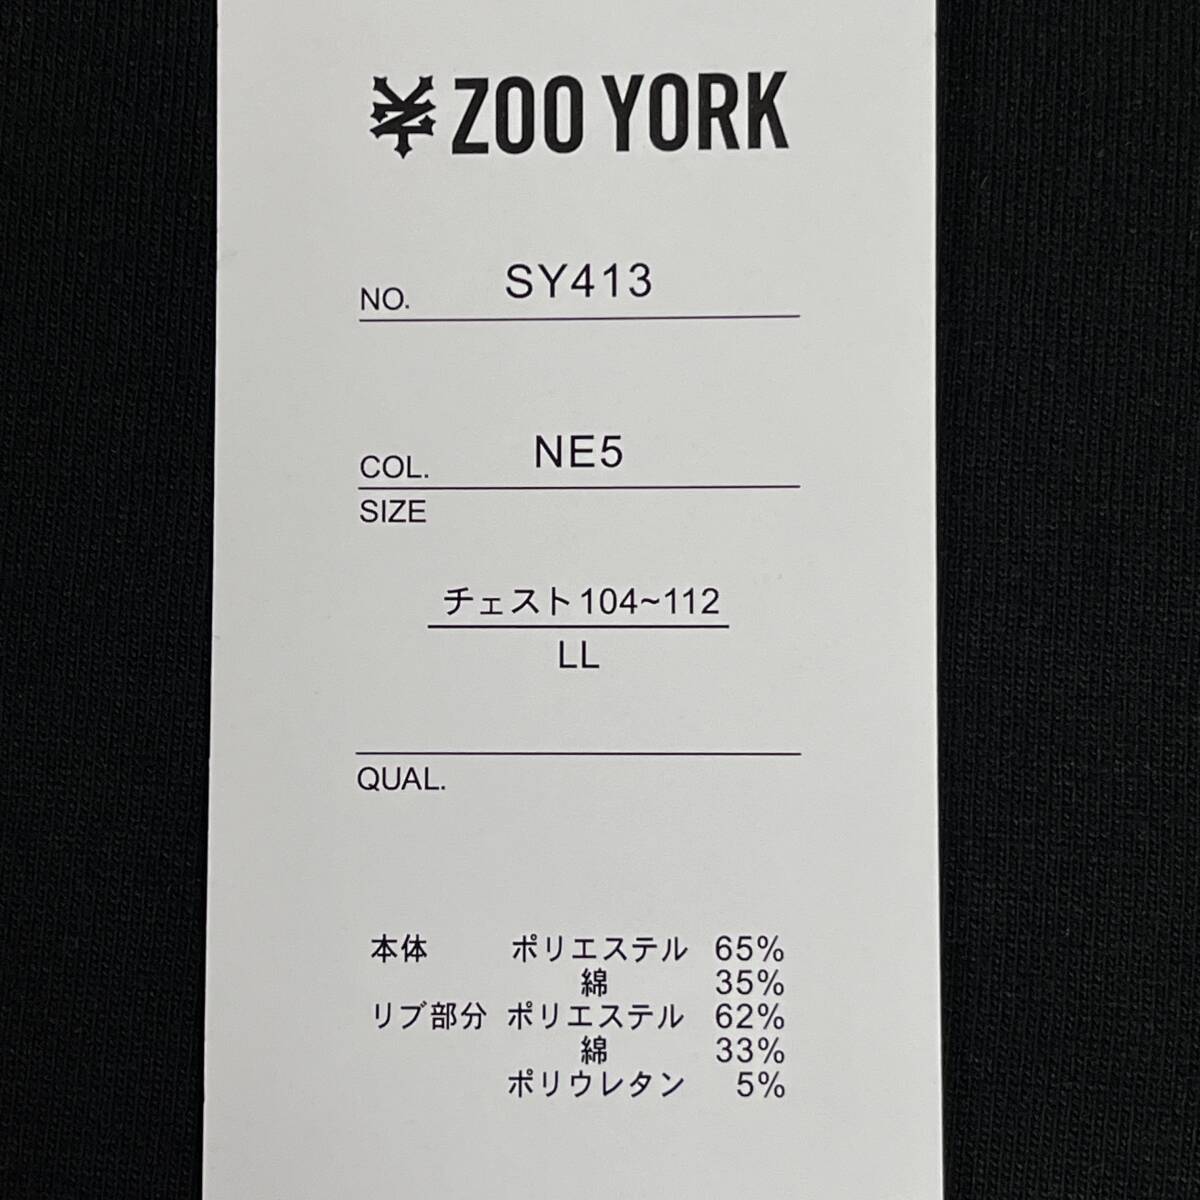 ZOO YORK
NO. SY413
COL. NE5
SIZE
チェスト104~112
LL
QUAL.
本体 ポリエステル 65%
綿 35%
リブ部分 ポリエステル 62%
綿 33%
ポリウレタン 5%